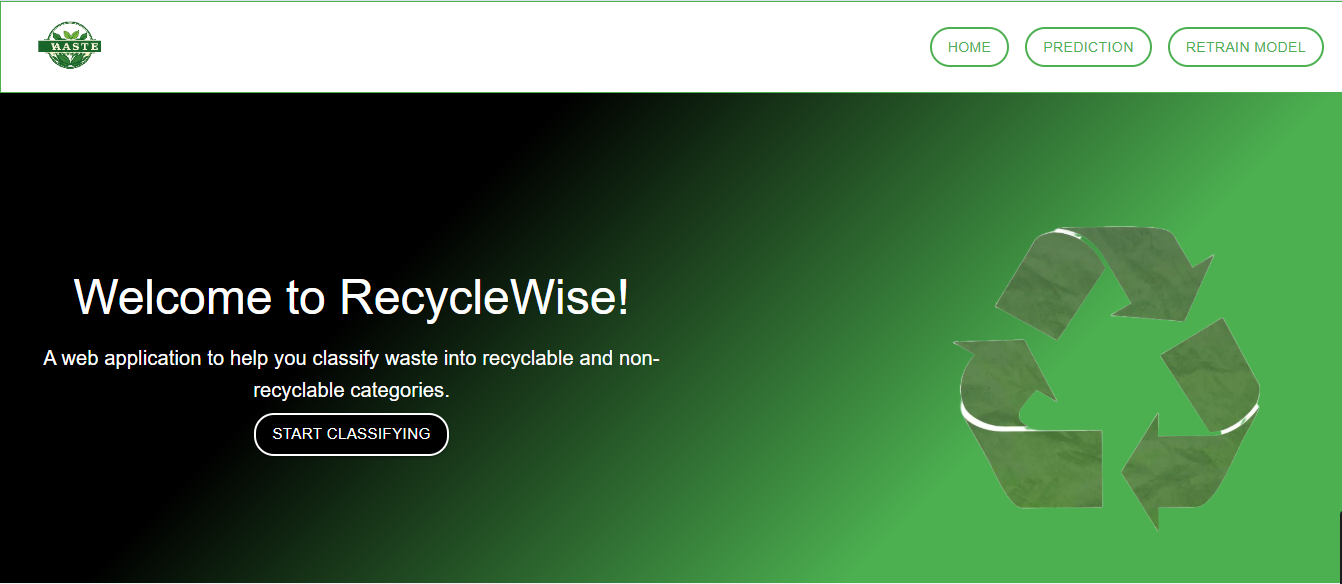 WASTE
HOME
PREDICTION
RETRAIN MODEL
Welcome to RecycleWise!
A web application to help you classify waste into recyclable and non-
recyclable categories.
START CLASSIFYING